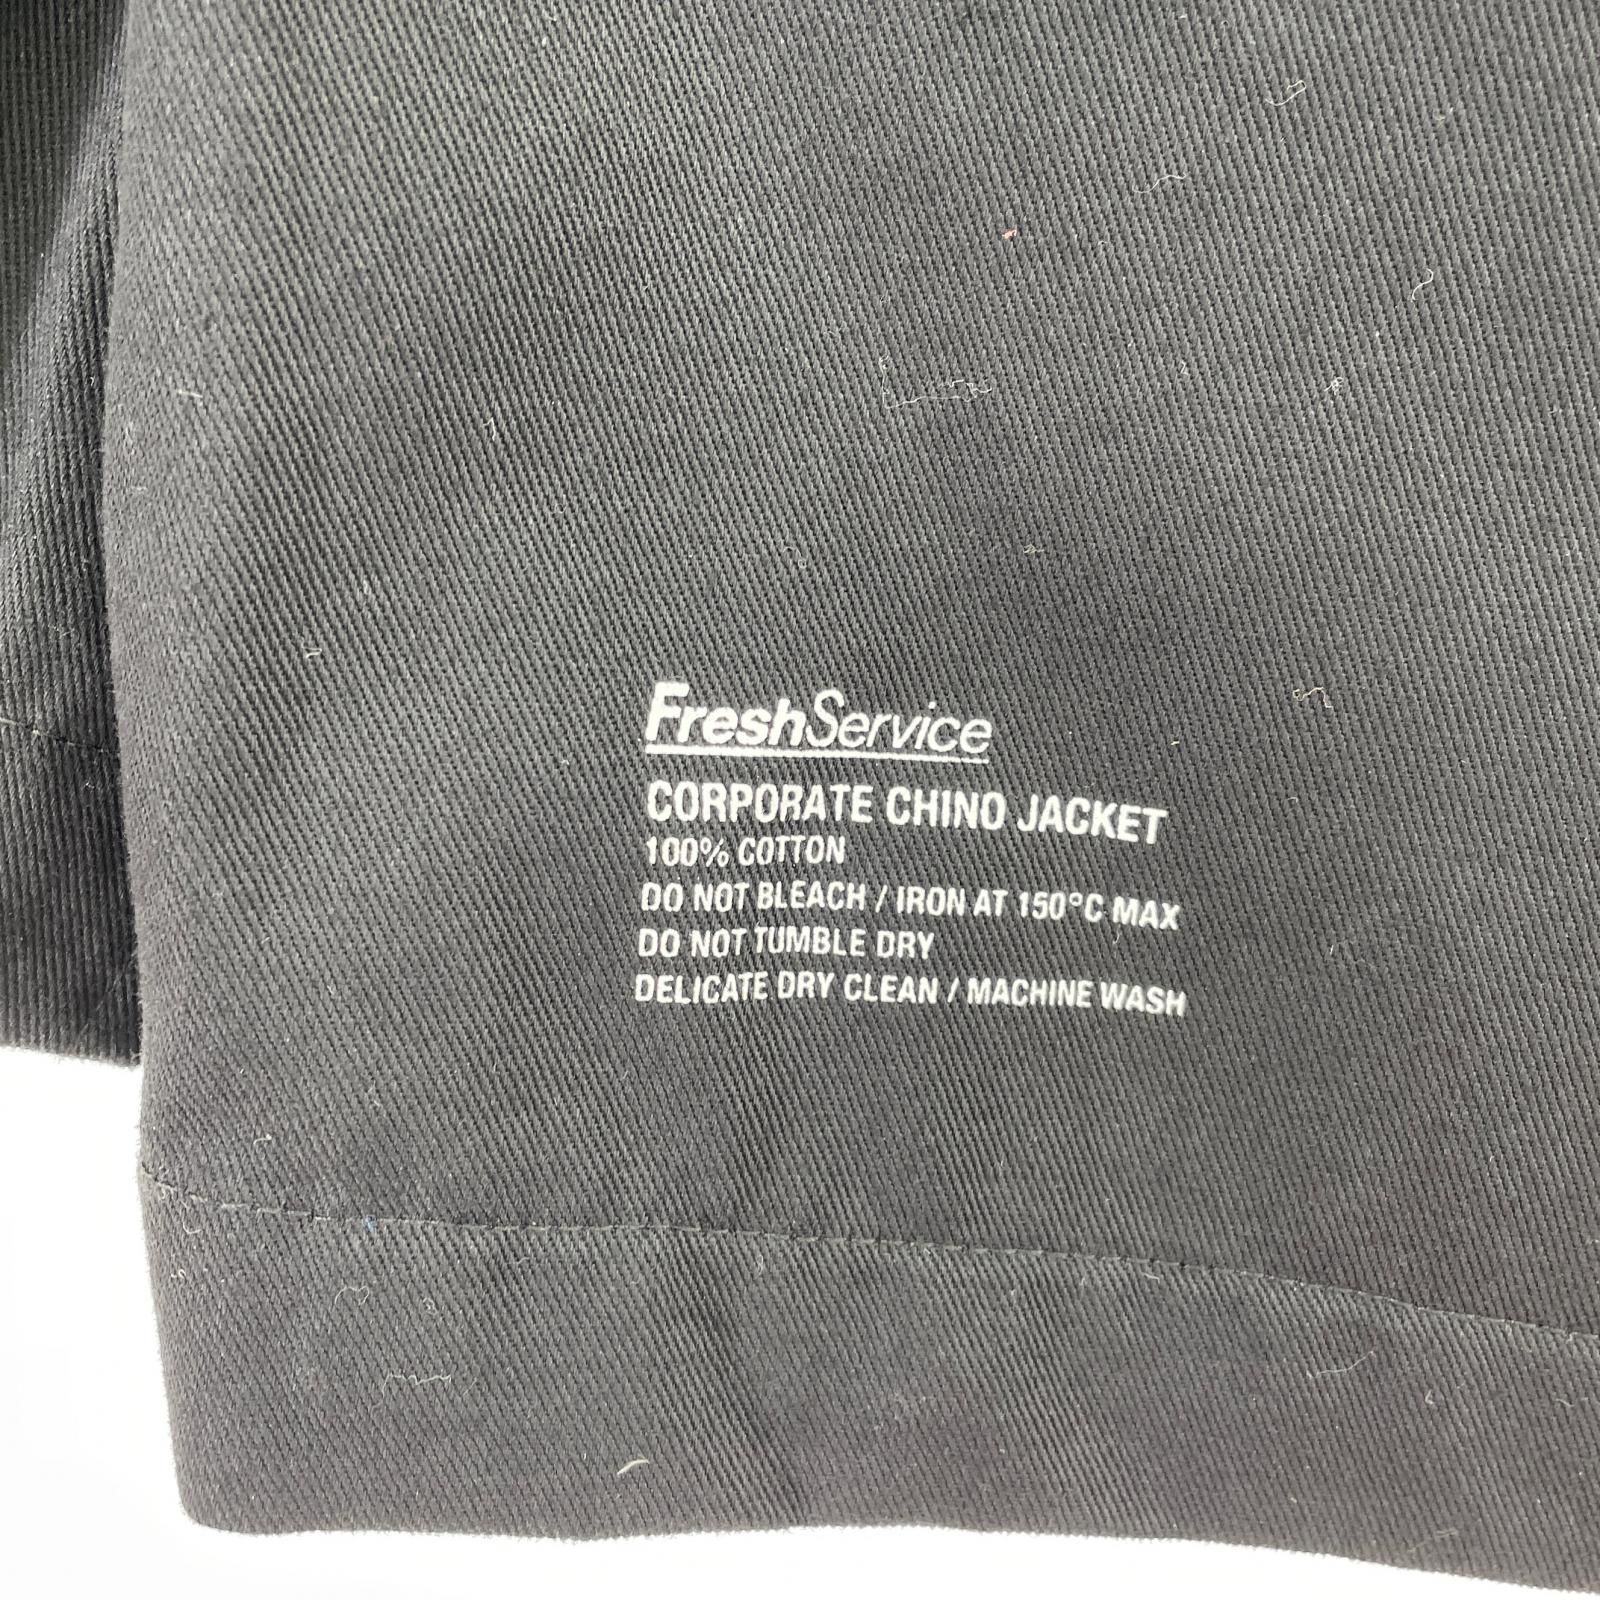 FreshService
CORPORATE CHINO JACKET
100% COTTON
DO NOT BLEACH / IRON AT 150°C MAX
DO NOT TUMBLE DRY
DELICATE DRY CLEAN / MACHINE WASH